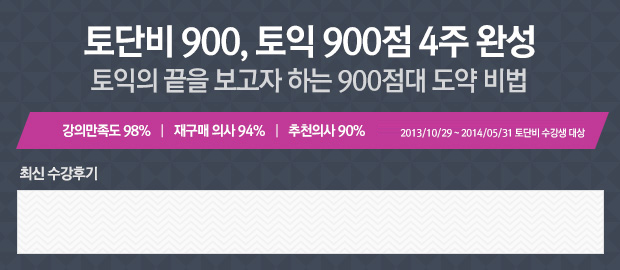 토단비 900, 토익 900점 4주 완성
토익의 끝을 보고자 하는 900점대 도약 비법
강의만족도 98% | 재구매 의사 94% | 추천의사 90% 2013/10/29 ~ 2014/05/31 토단비 수강생 대상
최신 수강후기